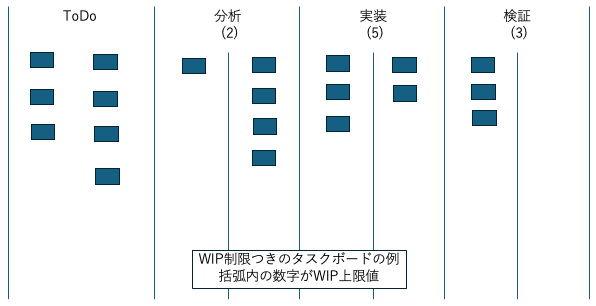 ToDo
分析
(2)
実装
(5)
検証
(3)
WIP制限つきのタスクボードの例
括弧内の数字がWIP上限値